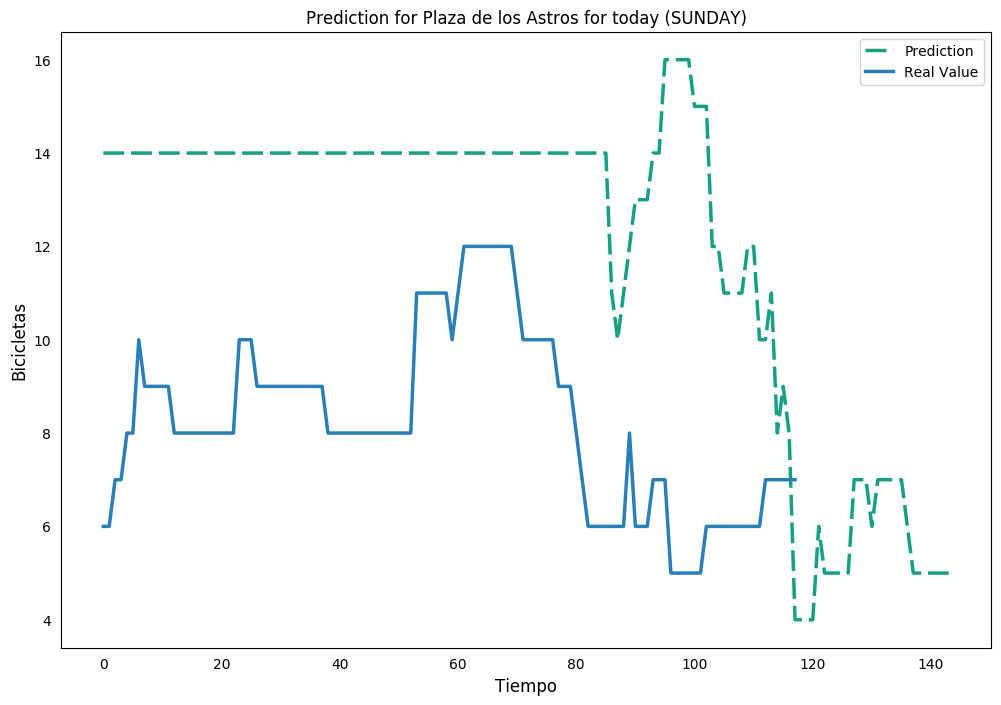 Prediction for Plaza de los Astros for today (SUNDAY)
Prediction
Real Value
Bicicletas
16
14
12
10
8
6
4
0 20 40 60 80 100 120 140
Tiempo